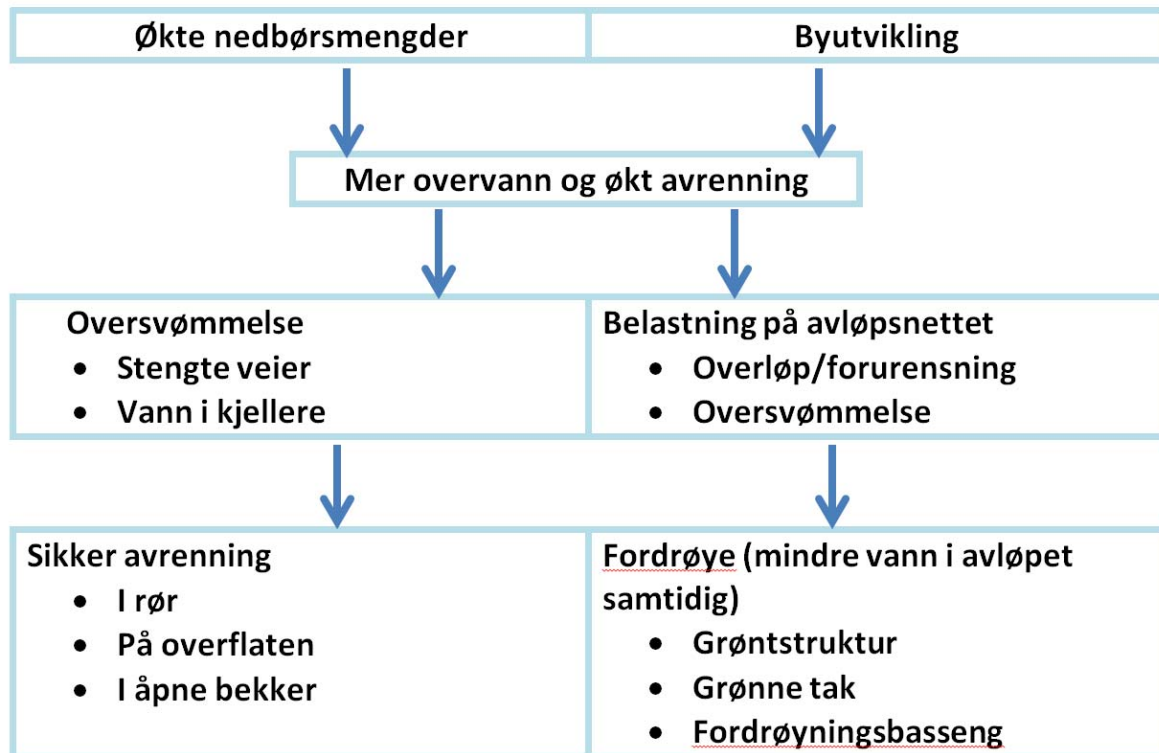 Økte nedbørsmengder
Byutvikling
Mer overvann og økt avrenning
Oversvømmelse
• Stengte veier
• Vann i kjellere
Belastning på avløpsnettet
• Overløp/forurensning
• Oversvømmelse
Sikker avrenning
• I rør
• På overflaten
• I åpne bekker
Fordrøye (mindre vann i avløpet
samtidig)
• Grøntstruktur
• Grønne tak
• Fordrøyningsbasseng